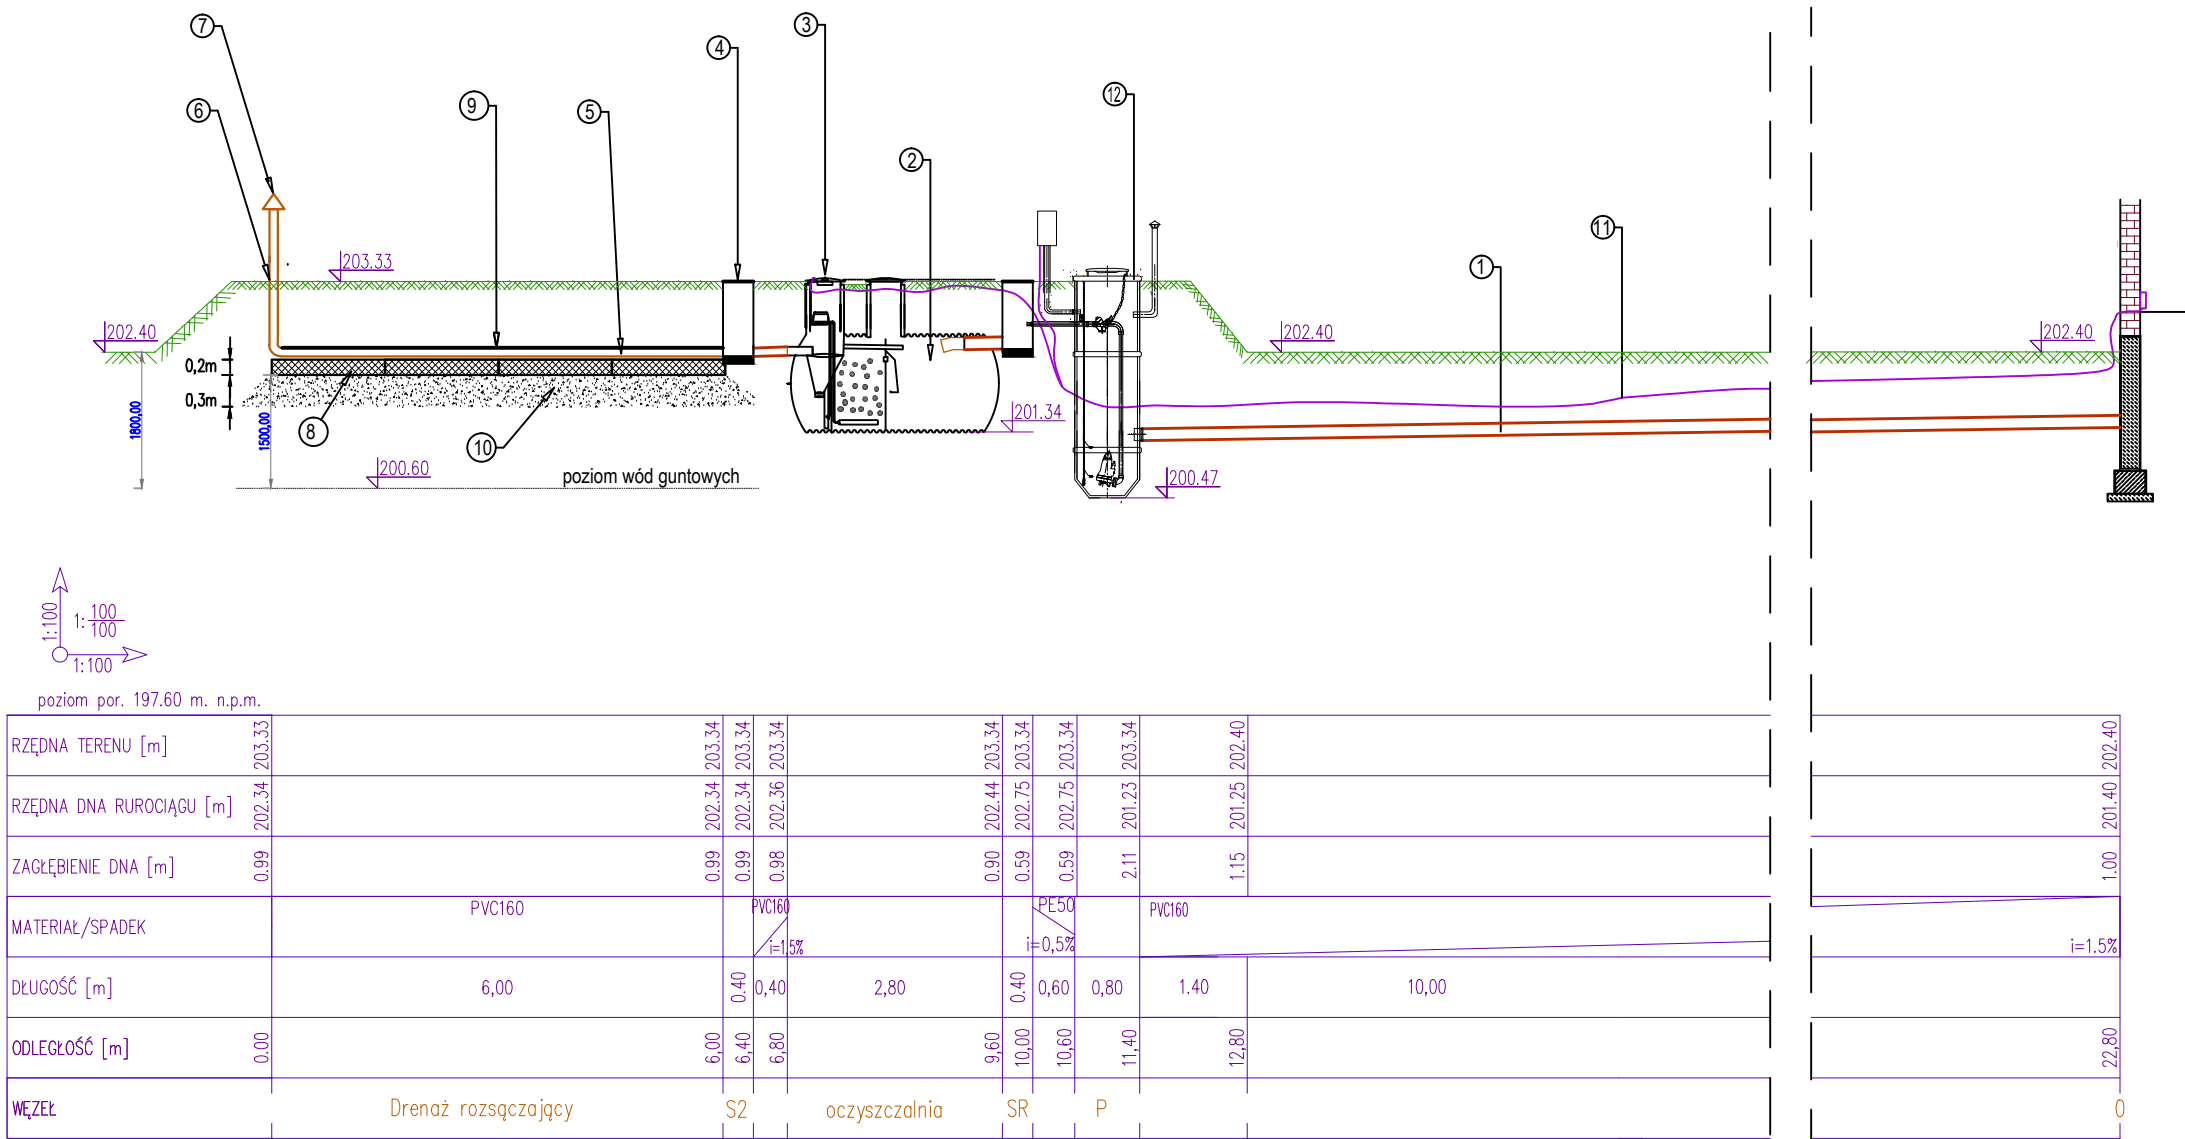 7
3
4
12
9
5
6
2
11
1
203.33
202.40
202.40
202.40
0,2m
0,3m
1800,00
1500,00
8
10
201.34
200.60
poziom wód guntowych
200.47
1:100
1: 100/100
1:100
poziom por. 197.60 m. n.p.m.
RZĘDNA TERENU [m] 203.33 203.34 203.34 203.34 203.34 203.34 203.34 203.34 202.40 202.40
RZĘDNA DNA RUROCIĄGU [m] 202.34 202.34 202.34 202.36 202.44 202.75 202.75 201.23 201.25 201.40
ZAGŁĘBIENIE DNA [m] 0.99 0.99 0.99 0.98 0.90 0.59 0.59 2.11 1.15 1.00
MATERIAŁ/SPADEK PVC160 PVC160 i=1.5% PE50 i=0,5% PVC160 i=1.5%
DŁUGOŚĆ [m] 6,00 0.40 0,40 2,80 0.40 0,60 0,80 1.40 10,00
ODLEGŁOŚĆ [m] 0.00 6,00 6,40 6,80 9,60 10,00 10,60 11,40 12,80 22,80
WĘZEŁ Drenaż rozsączający S2 oczyszczalnia SR P 0